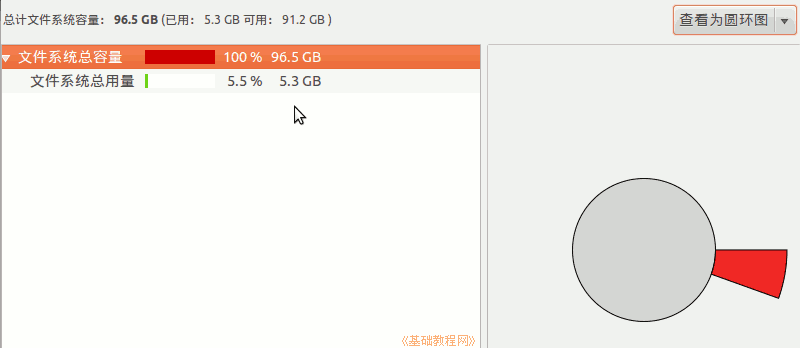 总计文件系统容量： 96.5 GB (已用： 5.3 GB 可用： 91.2 GB )
查看为圆环图
文件系统总容量 100 % 96.5 GB
文件系统总用量 5.5 % 5.3 GB
《基础教程网》